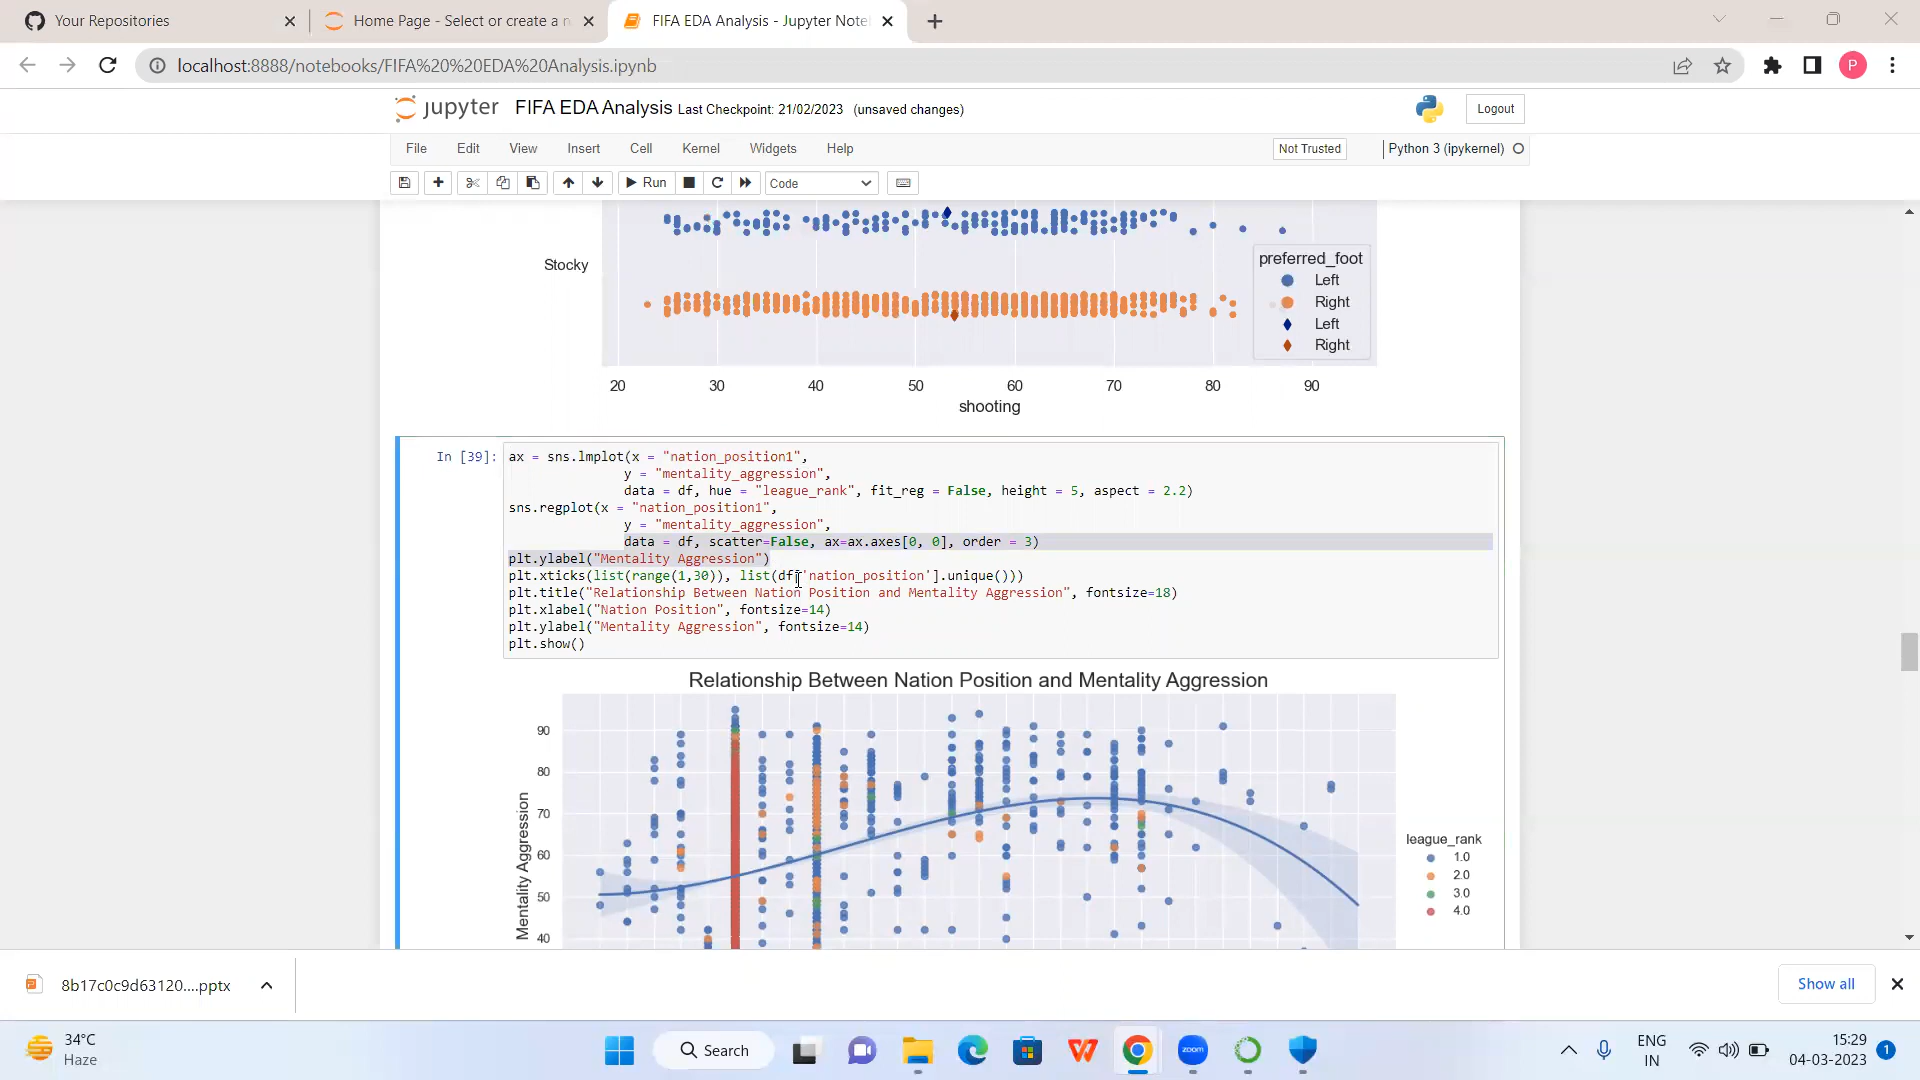 Your Repositories
Home Page - Select or create a n
FIFA EDA Analysis - Jupyter Note
localhost:8888/notebooks/FIFA%20%20EDA%20Analysis.ipynb
P
jupyter FIFA EDA Analysis Last Checkpoint: 21/02/2023 (unsaved changes)
Logout
File Edit View Insert Cell Kernel Widgets Help
Not Trusted
Python 3 (ipykernel)
Run
Code
Stocky
preferred_foot
Left
Right
Left
Right
20 30 40 50 60 70 80 90
shooting
In [39]:
ax = sns.lmplot(x = "nation_position1",
y = "mentality_aggression",
data = df, hue = "league_rank", fit_reg = False, height = 5, aspect = 2.2)
sns.regplot(x = "nation_position1",
y = "mentality_aggression",
data = df, scatter=False, ax=ax.axes[0, 0], order = 3)
plt.ylabel("Mentality Aggression")
plt.xticks(list(range(1,30)), list(df['nation_position'].unique()))
plt.title("Relationship Between Nation Position and Mentality Aggression", fontsize=18)
plt.xlabel("Nation Position", fontsize=14)
plt.ylabel("Mentality Aggression", fontsize=14)
plt.show()
Relationship Between Nation Position and Mentality Aggression
90
80
70
60
50
40
Mentality Aggression
league_rank
1.0
2.0
3.0
4.0
8b17c0c9d63120....pptx
Show all
34°C
Haze
Search
W
zoom
ENG
IN
15:29
04-03-2023
1